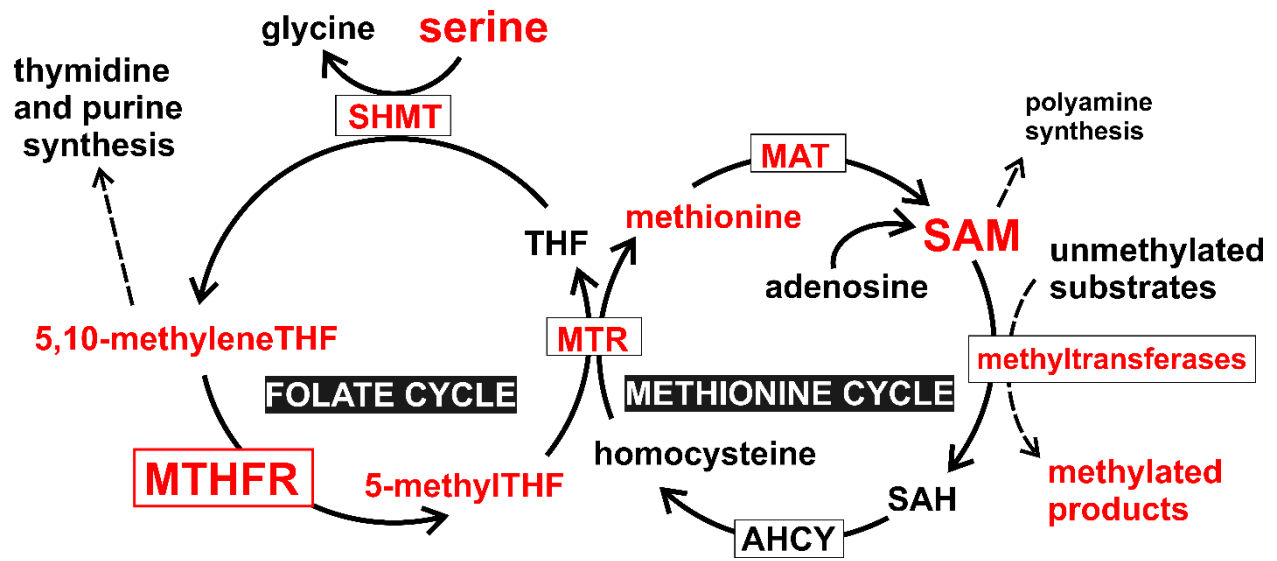 glycine
serine
thymidine
and purine
synthesis
SHMT
polyamine
synthesis
MAT
methionine
SAM
THF
adenosine
unmethylated
substrates
5,10-methyleneTHF
MTR
methyltransferases
FOLATE CYCLE
METHIONINE CYCLE
homocysteine
MTHFR
5-methylTHF
SAH
methylated
products
AHCY